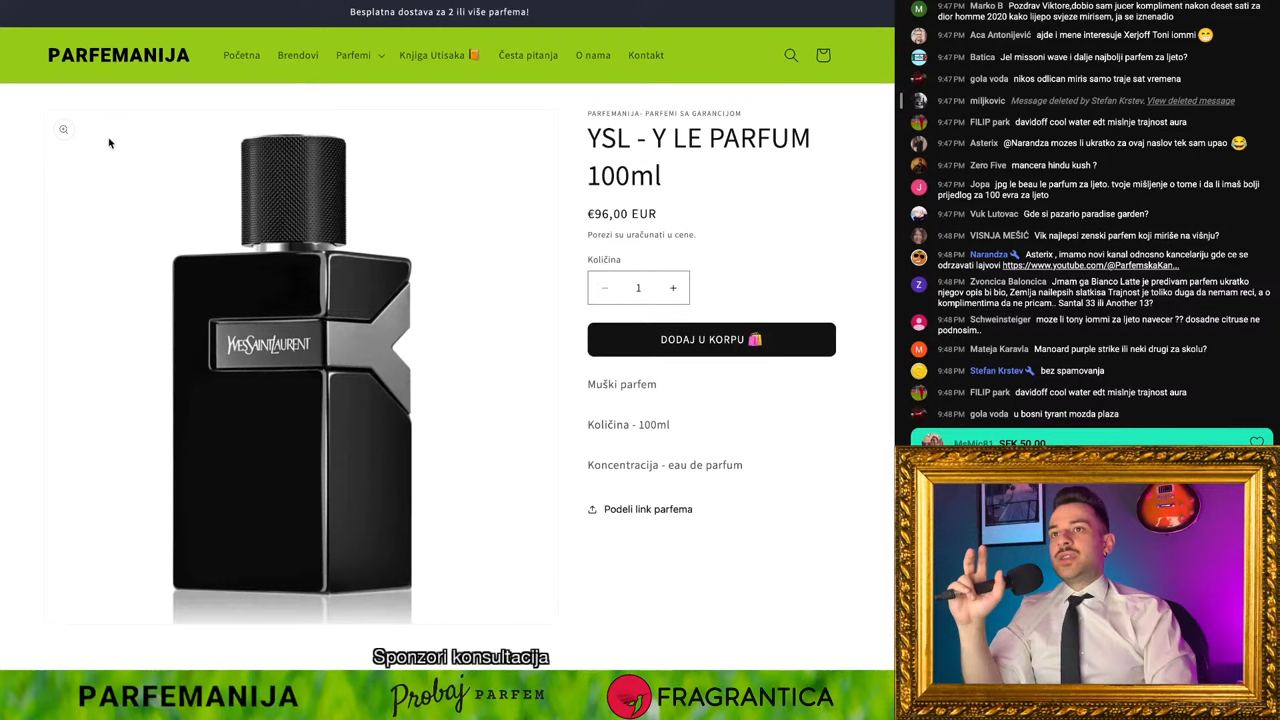 Besplatna dostava za 2 ili više parfema!
PARFEMANIJA
Početna
Brendovi
Parfemi
Knjiga Utisaka
Česta pitanja
O nama
Kontakt
PARFEMANIJA- PARFEMI SA GARANCIJOM
YSL - Y LE PARFUM
100ml
€96,00 EUR
Porezi su uračunati u cene.
Količina
− 1 +
DODAJ U KORPU 🛍️
Muški parfem
Količina - 100ml
Koncentracija - eau de parfum
Podeli link parfema
YVESSAINTLAURENT
Sponzori konsultacija
PARFEMANIJA
Probaj PARFEM
FRAGRANTICA
M 9:47 PM Marko B Pozdrav Viktore,dobio sam jucer kompliment nakon deset sati za
dior homme 2020 kako lijepo svjeze mirisem, ja se iznenadio
9:47 PM Aca Antonijević ajde i mene interesuje Xerjoff Toni iommi 😁
9:47 PM Batica Jel missoni wave i dalje najbolji parfem za ljeto?
9:47 PM gola voda nikos odlican miris samo traje sat vremena
9:47 PM miljkovic Message deleted by Stefan Krstev. View deleted message
9:47 PM FILIP park davidoff cool water edt mislnje trajnost aura
9:47 PM Asterix @Narandza mozes li ukratko za ovaj naslov tek sam upao 😂
9:47 PM Zero Five mancera hindu kush ?
J 9:47 PM Jopa jpg le beau le parfum za ljeto. tvoje mišljenje o tome i da li imaš bolji
prijedlog za 100 evra za ljeto
9:47 PM Vuk Lutovac Gde si pazario paradise garden?
9:48 PM VISNJA MEŠIĆ Vik najlepsi zenski parfem koji miriše na višnju?
9:48 PM Narandza 🔧 Asterix , imamo novi kanal odnosno kancelariju gde ce se
odrzavati lajvovi https://www.youtube.com/@ParfemskaKan...
Z 9:48 PM Zvoncica Baloncica Jmam ga Bianco Latte je predivam parfem ukratko
njegov opis bi bio, Zemlja nailepsih slatkisa Trajnost je toliko duga da nemam reci, a o
komplimentima da ne pricam.. Santal 33 ili Another 13?
9:48 PM Schweinsteiger moze li tony iommi za ljeto navecer ?? dosadne citruse ne
podnosim..
M 9:48 PM Mateja Karavla Manoard purple strike ili neki drugi za skolu?
9:48 PM Stefan Krstev 🔧 bez spamovanja
9:48 PM FILIP park davidoff cool water edt mislnje trajnost aura
9:48 PM gola voda u bosni tyrant mozda plaza
MsMic81 SEK 50.00